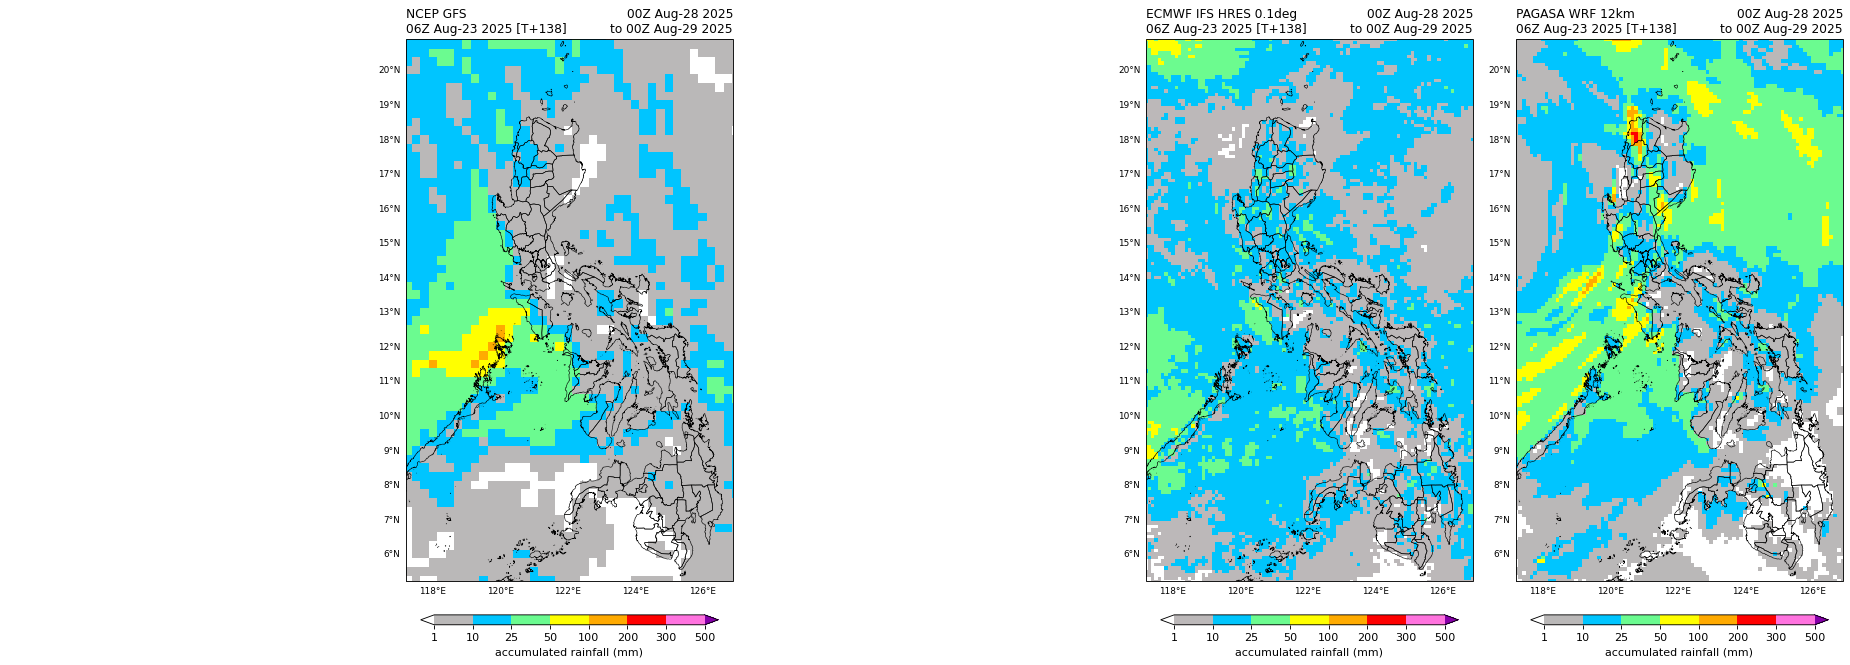 NCEP GFS 00Z Aug-28 2025
06Z Aug-23 2025 [T+138] to 00Z Aug-29 2025
20°N
19°N
18°N
17°N
16°N
15°N
14°N
13°N
12°N
11°N
10°N
9°N
8°N
7°N
6°N
118°E 120°E 122°E 124°E 126°E
1 10 25 50 100 200 300 500
accumulated rainfall (mm)
ECMWF IFS HRES 0.1deg 00Z Aug-28 2025
06Z Aug-23 2025 [T+138] to 00Z Aug-29 2025
20°N
19°N
18°N
17°N
16°N
15°N
14°N
13°N
12°N
11°N
10°N
9°N
8°N
7°N
6°N
118°E 120°E 122°E 124°E 126°E
1 10 25 50 100 200 300 500
accumulated rainfall (mm)
PAGASA WRF 12km 00Z Aug-28 2025
06Z Aug-23 2025 [T+138] to 00Z Aug-29 2025
20°N
19°N
18°N
17°N
16°N
15°N
14°N
13°N
12°N
11°N
10°N
9°N
8°N
7°N
6°N
118°E 120°E 122°E 124°E 126°E
1 10 25 50 100 200 300 500
accumulated rainfall (mm)